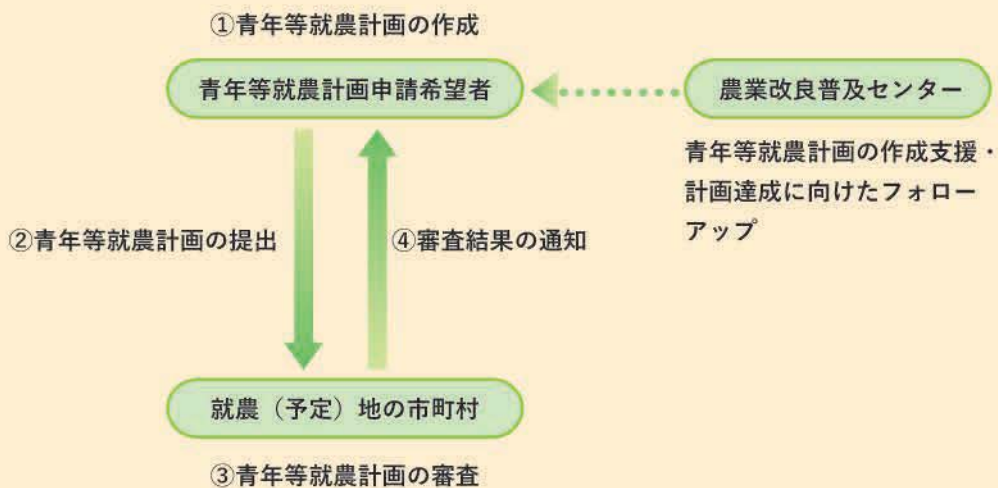 ①青年等就農計画の作成
青年等就農計画申請希望者
農業改良普及センター
青年等就農計画の作成支援・
計画達成に向けたフォロー
アップ
②青年等就農計画の提出
④審査結果の通知
就農（予定）地の市町村
③青年等就農計画の審査